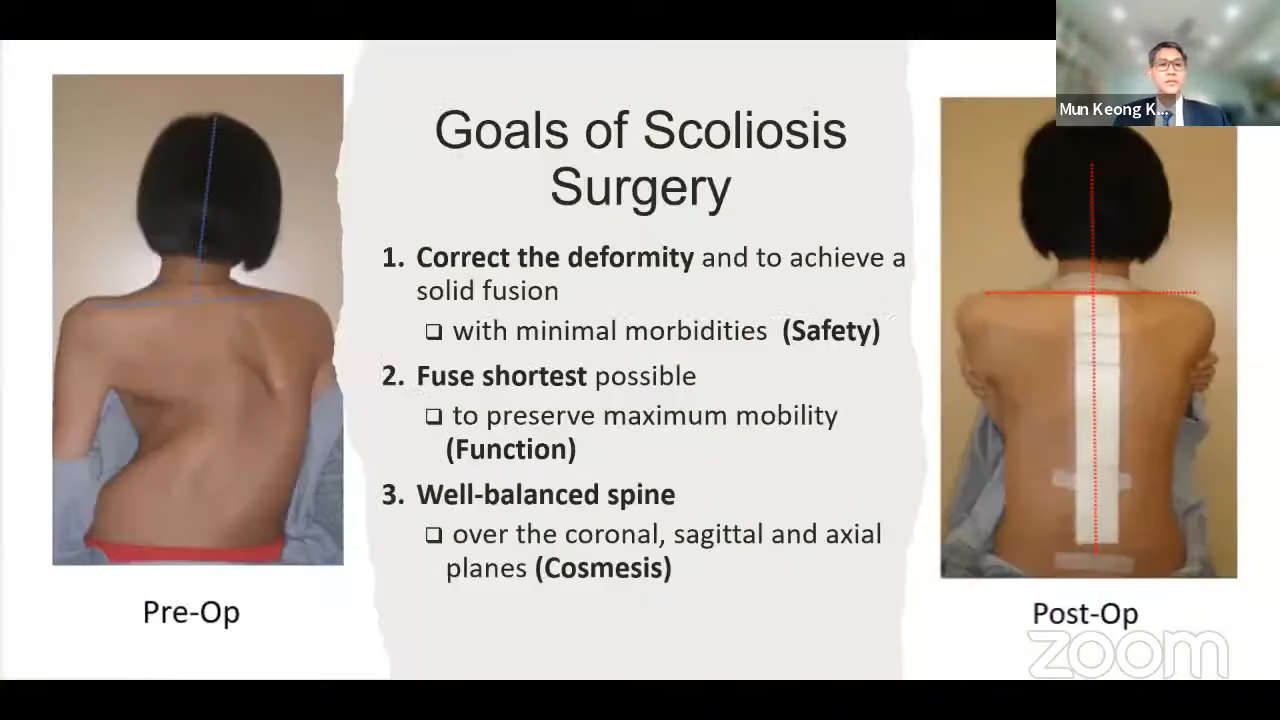 Mun Keong K...
Goals of Scoliosis
Surgery
1. Correct the deformity and to achieve a
solid fusion
❑ with minimal morbidities (Safety)
2. Fuse shortest possible
❑ to preserve maximum mobility
(Function)
3. Well-balanced spine
❑ over the coronal, sagittal and axial
planes (Cosmesis)
Pre-Op
Post-Op
zoom